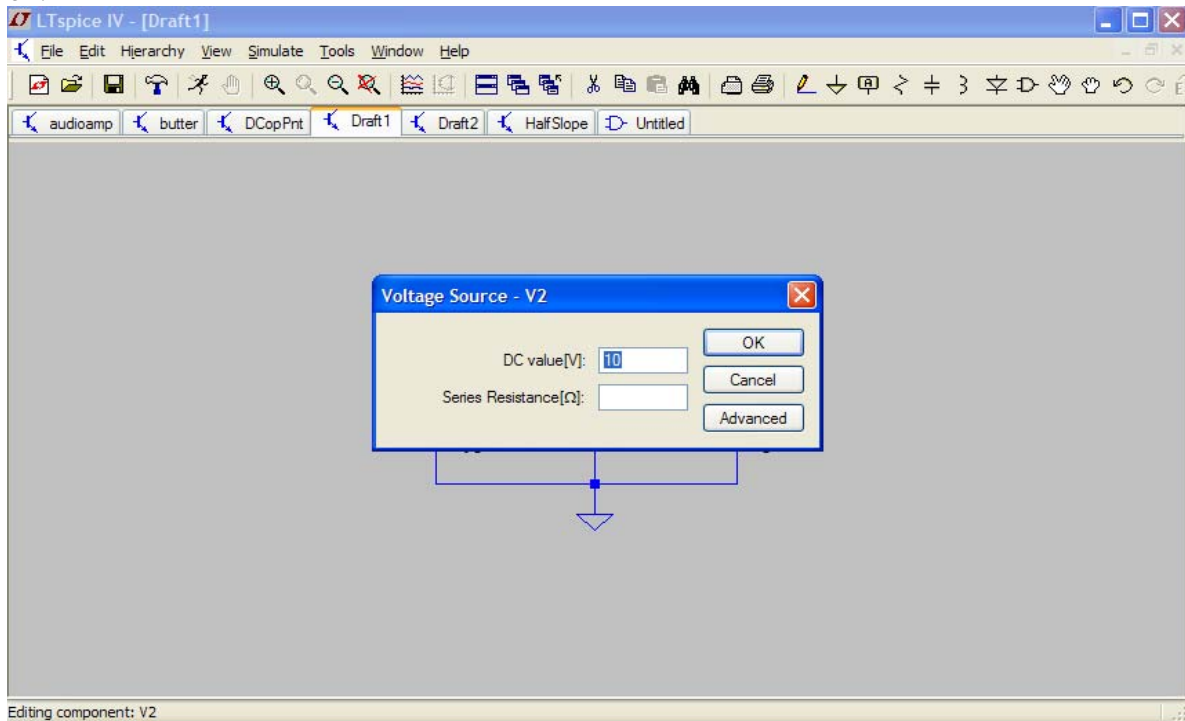 LTspice IV - [Draft1]
File Edit Hierarchy View Simulate Tools Window Help
audioamp butter DCopPnt Draft1 Draft2 HalfSlope Untitled
Voltage Source - V2
DC value[V]: 10
OK
Series Resistance[Ω]:
Cancel
Advanced
Editing component: V2